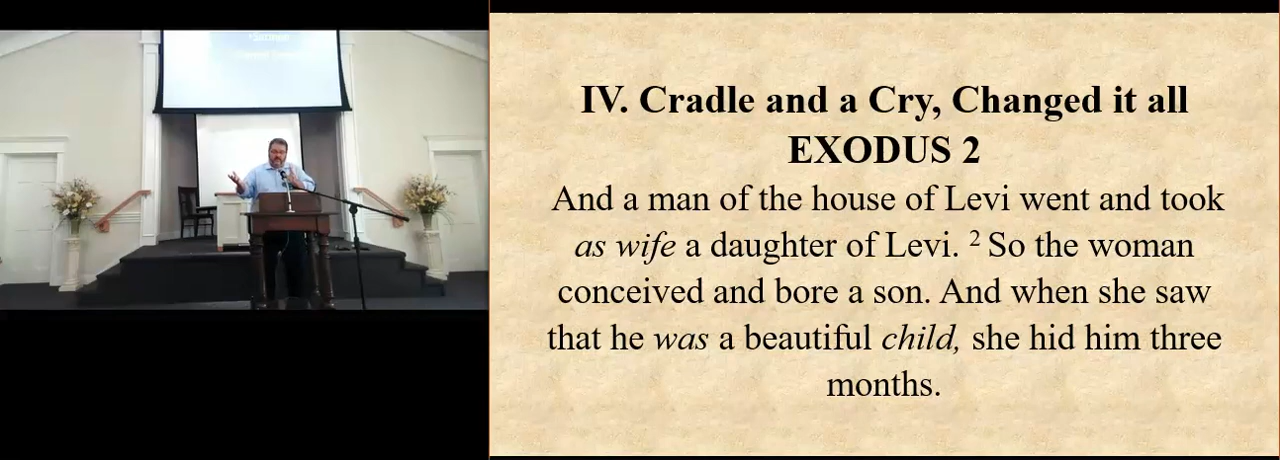 IV. Cradle and a Cry, Changed it all
EXODUS 2
And a man of the house of Levi went and took
as wife a daughter of Levi. 2 So the woman
conceived and bore a son. And when she saw
that he was a beautiful child, she hid him three
months.